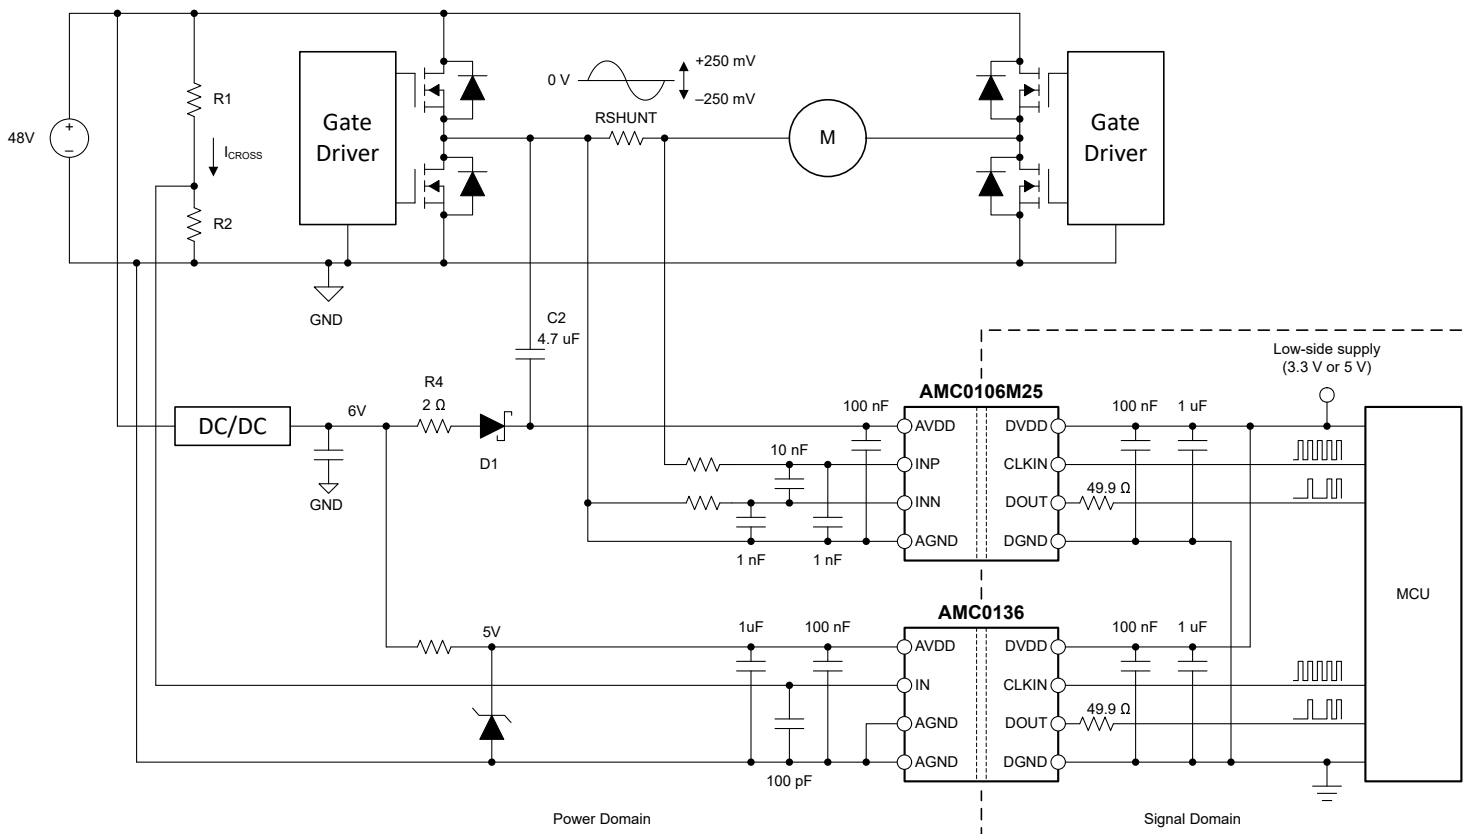 +250 mV
0 V
–250 mV
R1
Gate
Driver
RSHUNT
M
Gate
Driver
48V
+
–
ICROSS
R2
GND
C2
4.7 uF
Low-side supply
(3.3 V or 5 V)
R4
2 Ω
AMC0106M25
6V
100 nF
100 nF
1 uF
DC/DC
AVDD
DVDD
D1
10 nF
INP
CLKIN
GND
INN
DOUT
49.9 Ω
AGND
DGND
1 nF
1 nF
MCU
AMC0136
5V
1uF
100 nF
100 nF
1 uF
AVDD
DVDD
IN
CLKIN
AGND
DOUT
49.9 Ω
AGND
DGND
100 pF
Power Domain
Signal Domain